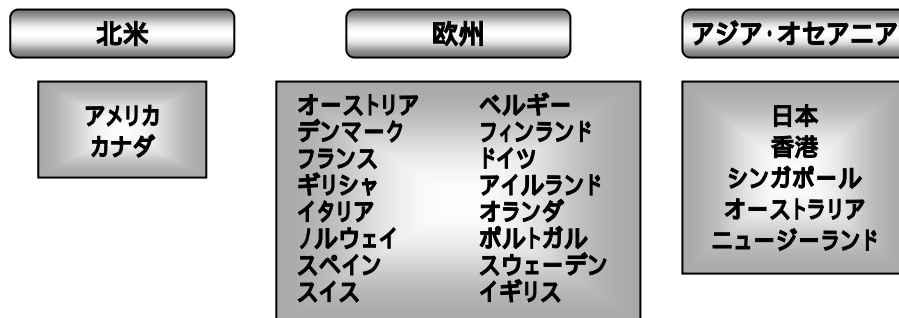 北米
アメリカ
カナダ
欧州
オーストリア ベルギー
デンマーク フィンランド
フランス ドイツ
ギリシャ アイルランド
イタリア オランダ
ノルウェイ ポルトガル
スペイン スウェーデン
スイス イギリス
アジア・オセアニア
日本
香港
シンガポール
オーストラリア
ニュージーランド